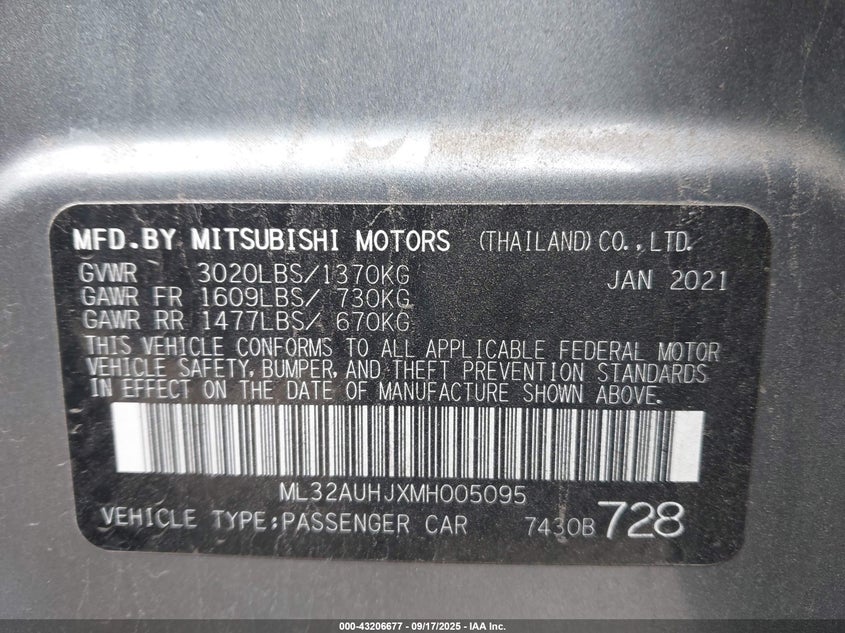 MFD.BY MITSUBISHI MOTORS (THAILAND) CO., LTD.
GVWR 3020LBS/1370KG JAN 2021
GAWR FR 1609LBS/ 730KG
GAWR RR 1477LBS/ 670KG
THIS VEHICLE CONFORMS TO ALL APPLICABLE FEDERAL MOTOR
VEHICLE SAFETY, BUMPER, AND THEFT PREVENTION STANDARDS
IN EFFECT ON THE DATE OF MANUFACTURE SHOWN ABOVE.
ML32AUHJXMH005095
VEHICLE TYPE:PASSENGER CAR 7430B 728
000-43206677 - 09/17/2025 - IAA Inc.